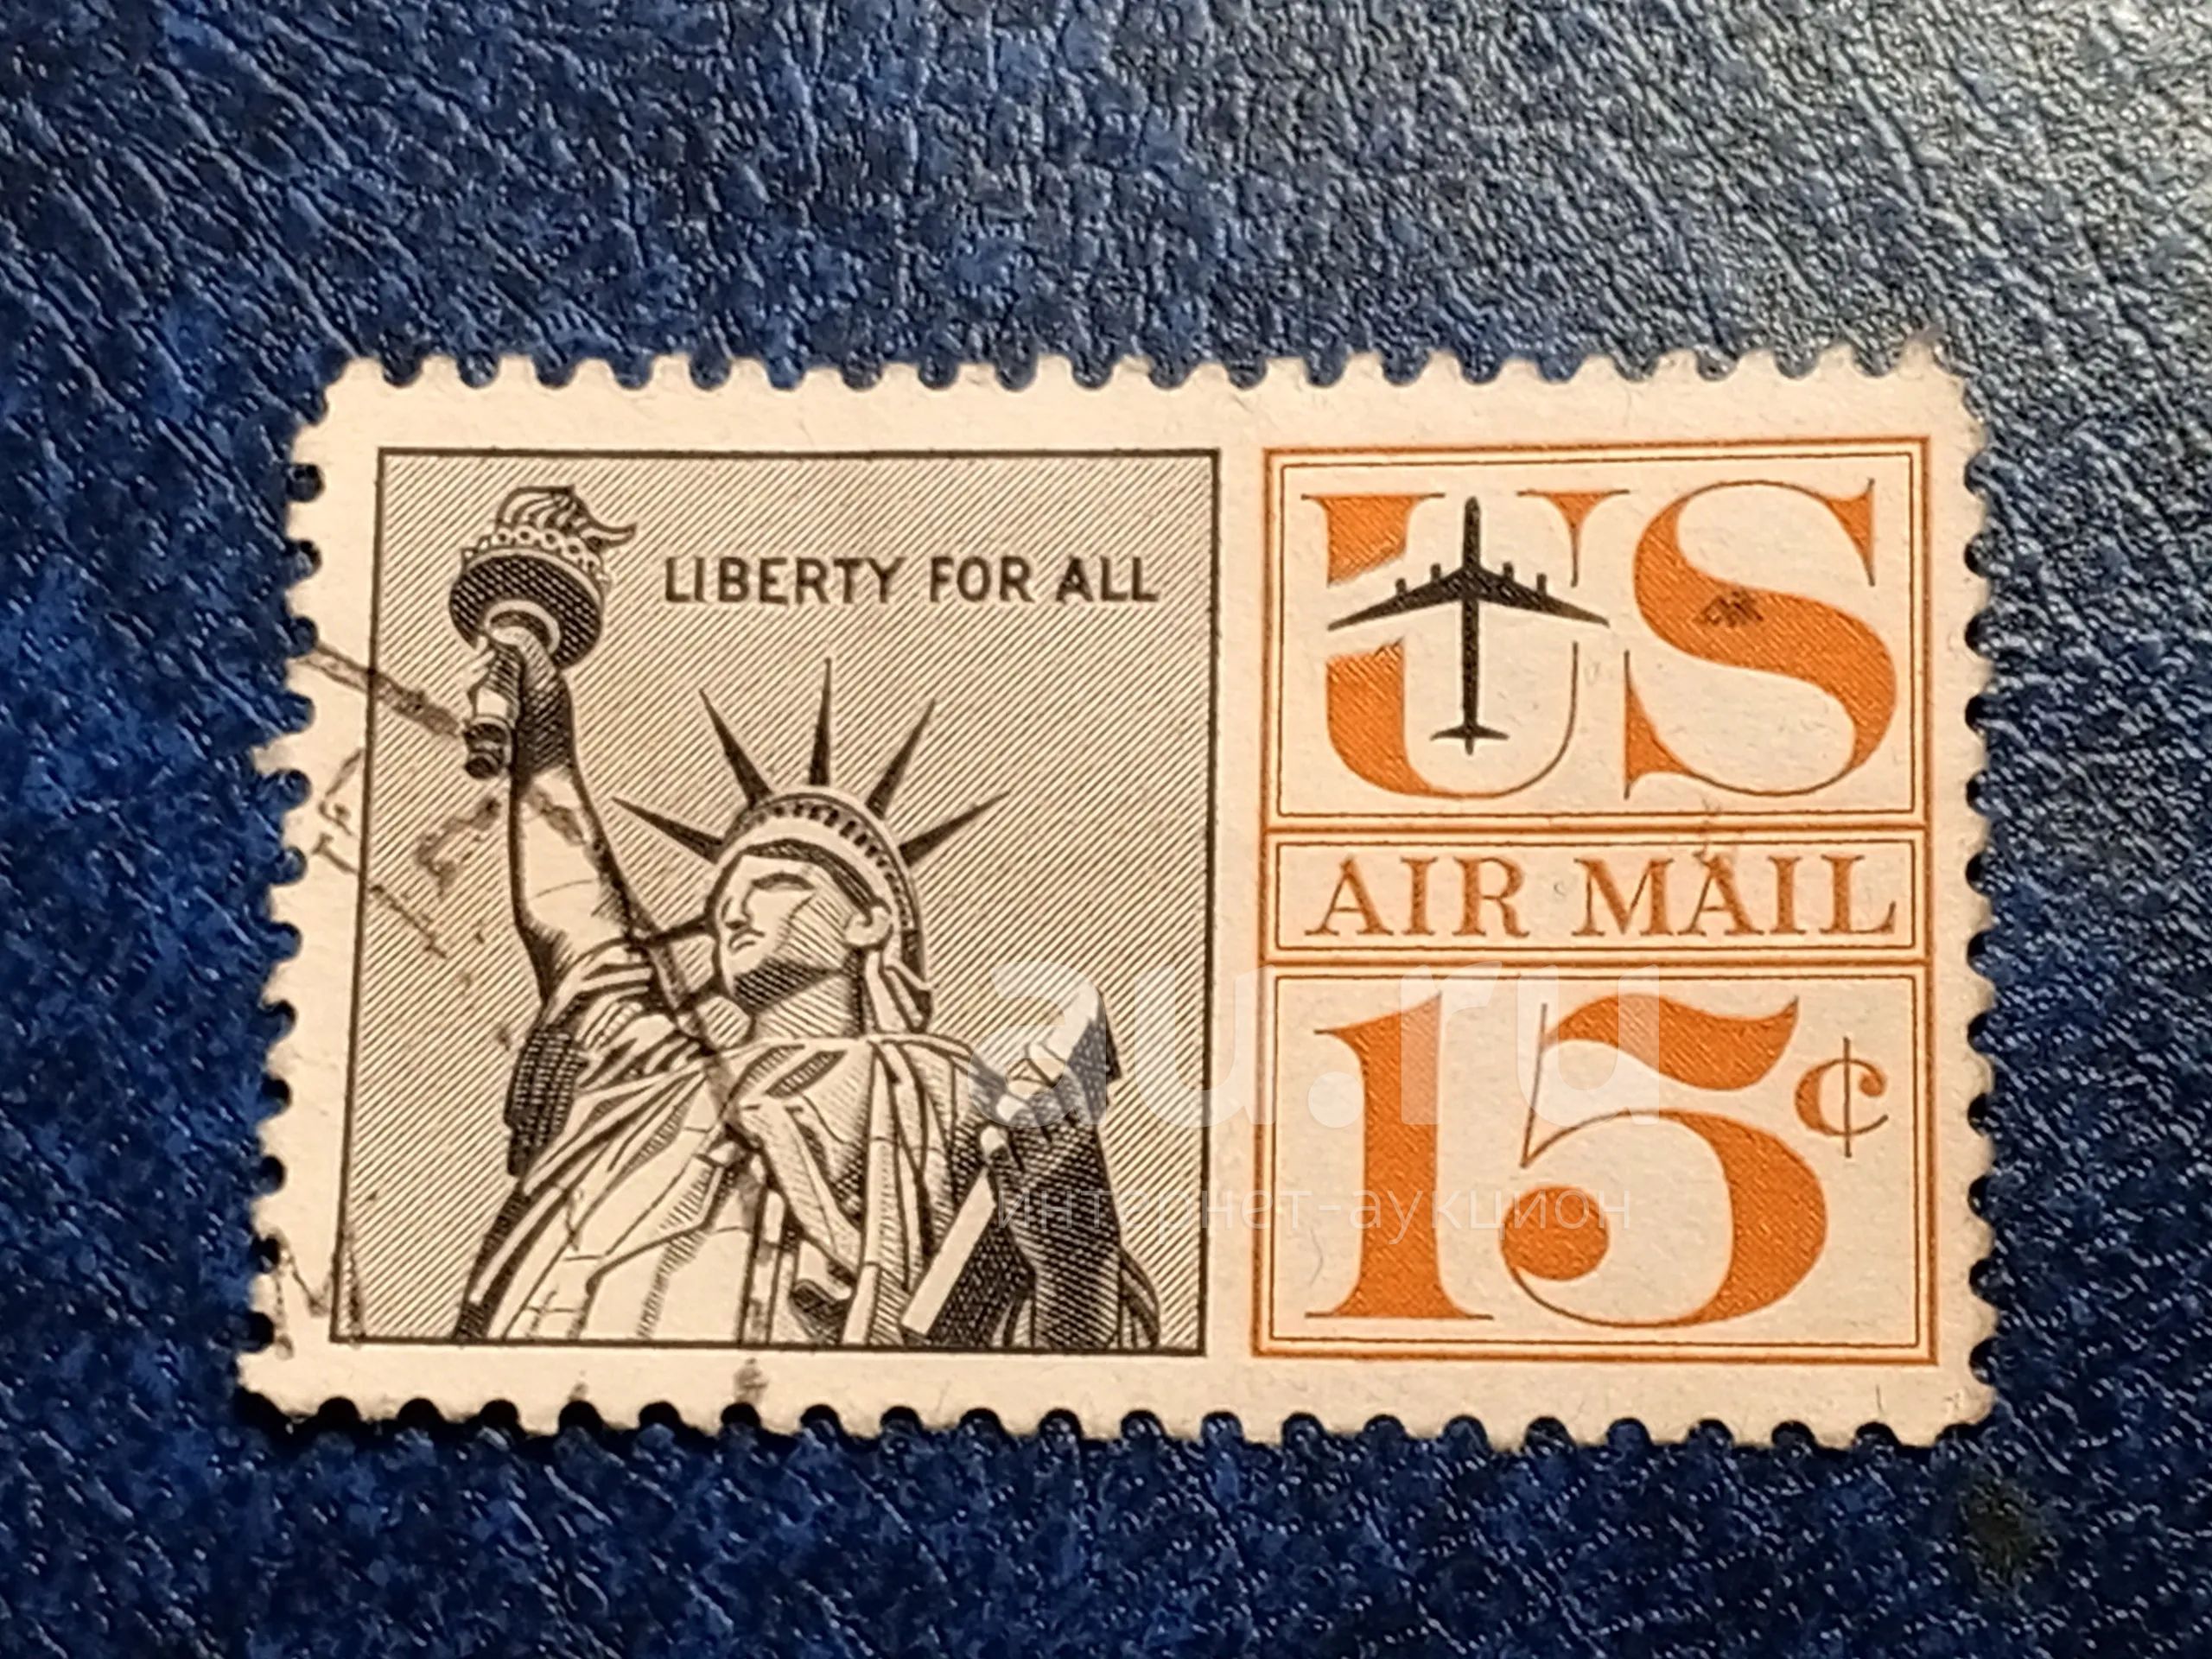 LIBERTY FOR ALL
US
AIR MAIL
15¢
au.ru
интернет-аукцион